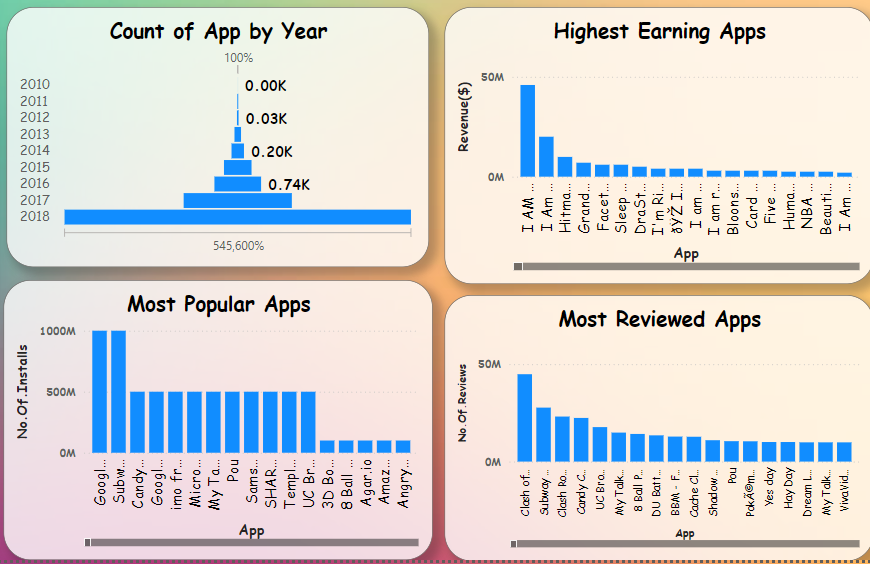 Count of App by Year
100%
2010
0.00K
2011
2012
0.03K
2013
2014
0.20K
2015
2016
0.74K
2017
2018
545,600%
Highest Earning Apps
Revenue($)
50M
0M
I AM ...
I Am ...
Hitma...
Grand...
Facet...
Sleep ...
DraSt...
I'm Ri...
ðŸŽ I...
I am ...
I am r...
Bloons...
Card ...
Five ...
Huma...
NBA ...
Beauti...
I Am ...
App
Most Popular Apps
No.Of.Installs
1000M
500M
0M
Googl...
Subw...
Candy...
Googl...
imo fr...
Micro...
My Ta...
Pou
Sams...
SHAR...
Templ...
UC Br...
3D Bo...
8 Ball ...
Agar.io
Amaz...
Angry...
App
Most Reviewed Apps
No.Of.Reviews
50M
0M
Clash of...
Subway ...
Clash Ro...
Candy C...
UC Bro...
My Talk...
8 Ball P...
DU Batt...
BBM - F...
Cache Cl...
Shadow ...
Pou
PokÃ©m...
Yes day
Hay Day
Dream L...
My Talk...
VivaVid...
App